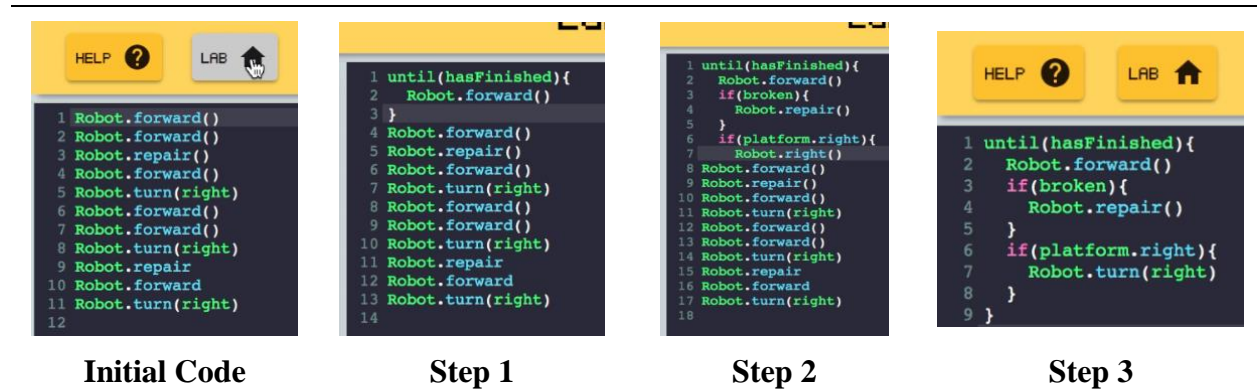 HELP ? LAB
1 Robot.forward()
2 Robot.forward()
3 Robot.repair()
4 Robot.forward()
5 Robot.turn(right)
6 Robot.forward()
7 Robot.forward()
8 Robot.turn(right)
9 Robot.repair
10 Robot.forward
11 Robot.turn(right)
12
Initial Code
1 until(hasFinished){
2 Robot.forward()
3 }
4 Robot.forward()
5 Robot.repair()
6 Robot.forward()
7 Robot.turn(right)
8 Robot.forward()
9 Robot.forward()
10 Robot.turn(right)
11 Robot.repair
12 Robot.forward
13 Robot.turn(right)
14
Step 1
1 until(hasFinished){
2 Robot.forward()
3 if(broken){
4 Robot.repair()
5 }
6 if(platform.right){
7 Robot.right()
8 Robot.forward()
9 Robot.repair()
10 Robot.forward()
11 Robot.turn(right)
12 Robot.forward()
13 Robot.forward()
14 Robot.turn(right)
15 Robot.repair
16 Robot.forward
17 Robot.turn(right)
18
Step 2
HELP ? LAB
1 until(hasFinished){
2 Robot.forward()
3 if(broken){
4 Robot.repair()
5 }
6 if(platform.right){
7 Robot.turn(right)
8 }
9 }
Step 3